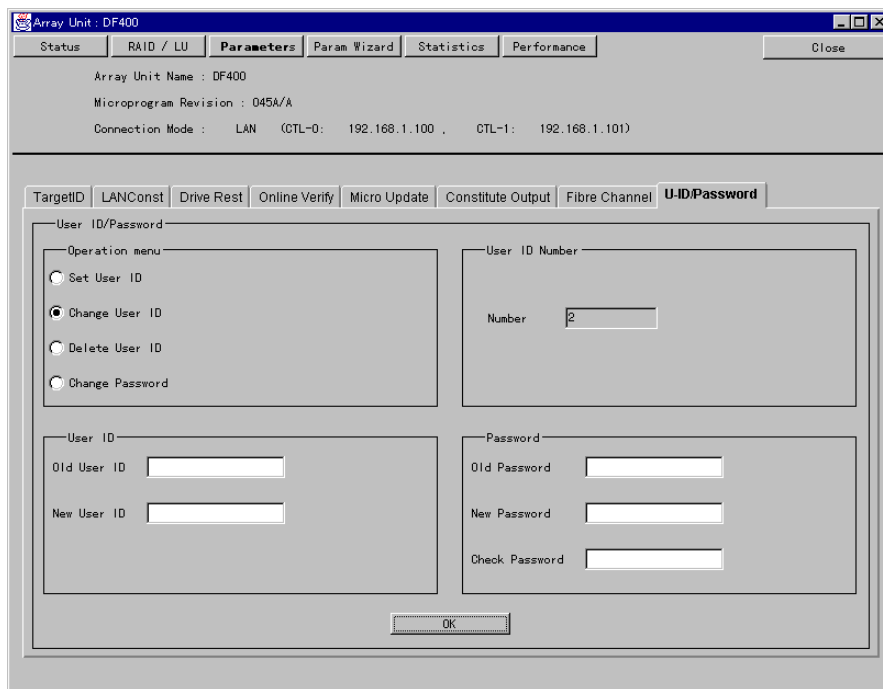 Array Unit : DF400
Status RAID / LU Parameters Param Wizard Statistics Performance Close
Array Unit Name : DF400
Microprogram Revision : 045A/A
Connection Mode : LAN (CTL-0: 192.168.1.100 , CTL-1: 192.168.1.101)
TargetID LANConst Drive Rest Online Verify Micro Update Constitute Output Fibre Channel U-ID/Password
User ID/Password
Operation menu
Set User ID
Change User ID
Delete User ID
Change Password
User ID Number
Number 2
User ID
Old User ID
New User ID
Password
Old Password
New Password
Check Password
OK